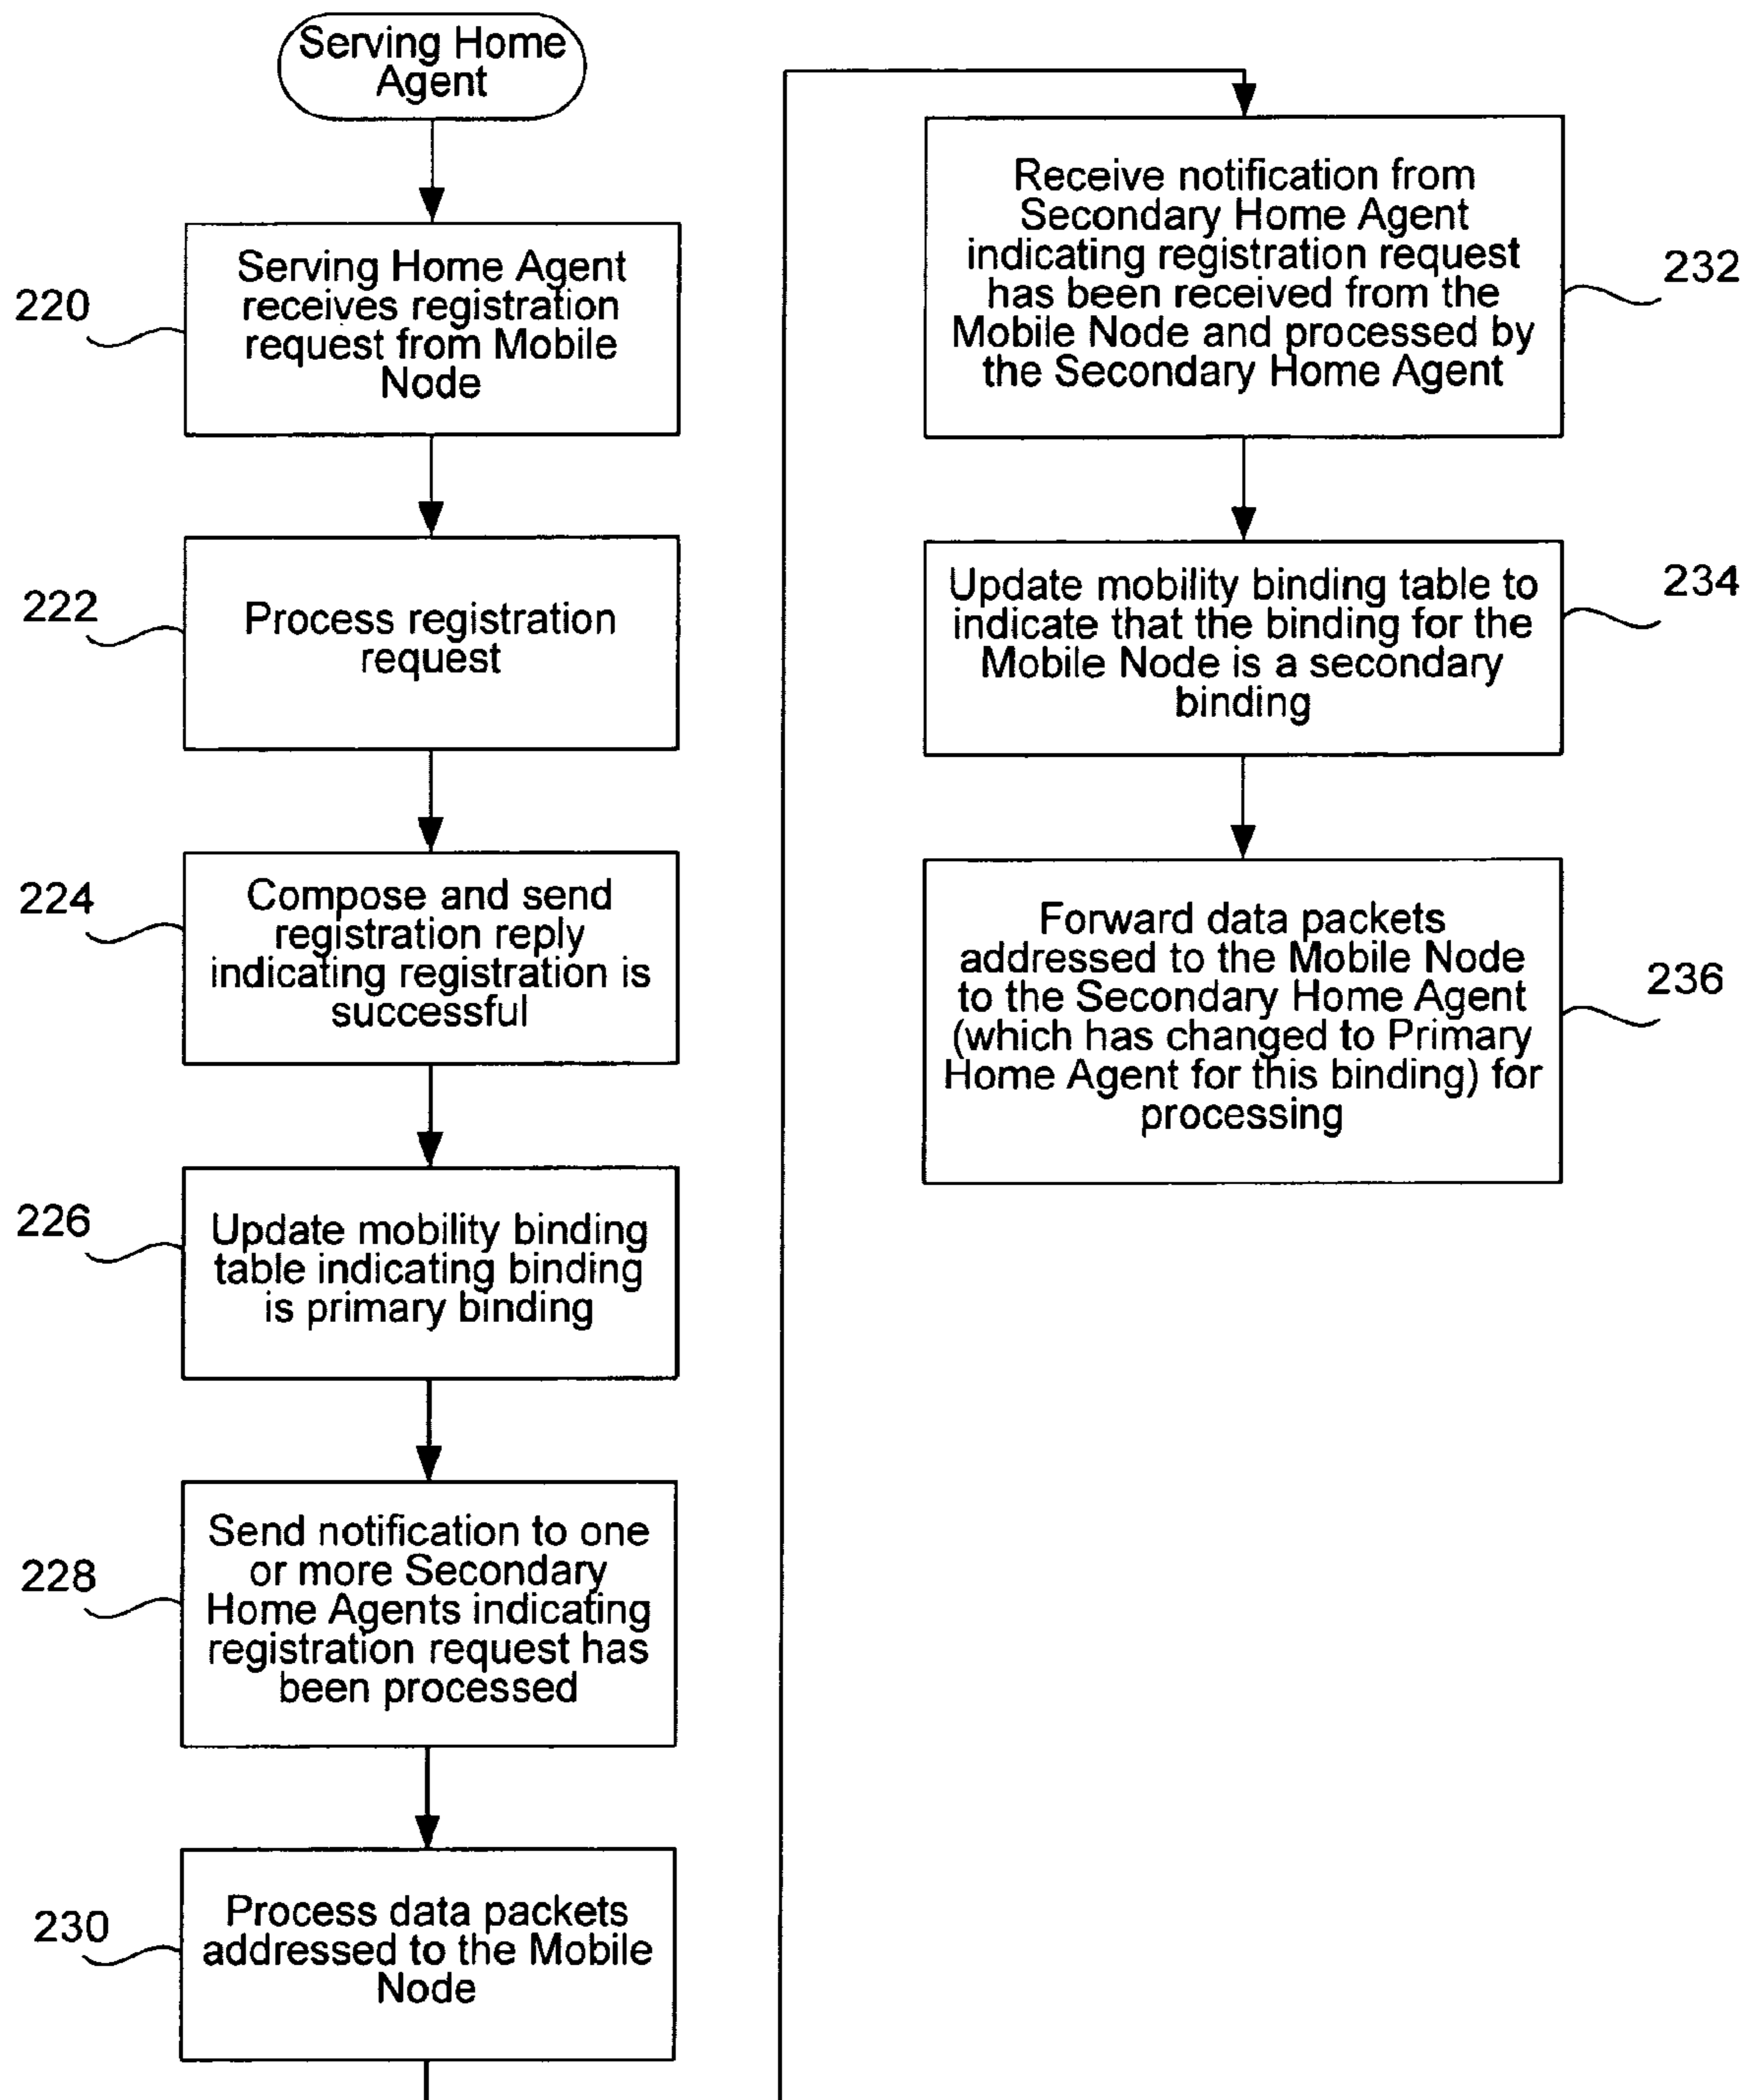 Serving Home
Agent
220
Serving Home Agent
receives registration
request from Mobile
Node
222
Process registration
request
224
Compose and send
registration reply
indicating registration is
successful
226
Update mobility binding
table indicating binding
is primary binding
228
Send notification to one
or more Secondary
Home Agents indicating
registration request has
been processed
230
Process data packets
addressed to the Mobile
Node
Receive notification from
Secondary Home Agent
indicating registration request
has been received from the
Mobile Node and processed by
the Secondary Home Agent
232
Update mobility binding table to
indicate that the binding for the
Mobile Node is a secondary
binding
234
Forward data packets
addressed to the Mobile Node
to the Secondary Home Agent
(which has changed to Primary
Home Agent for this binding) for
processing
236